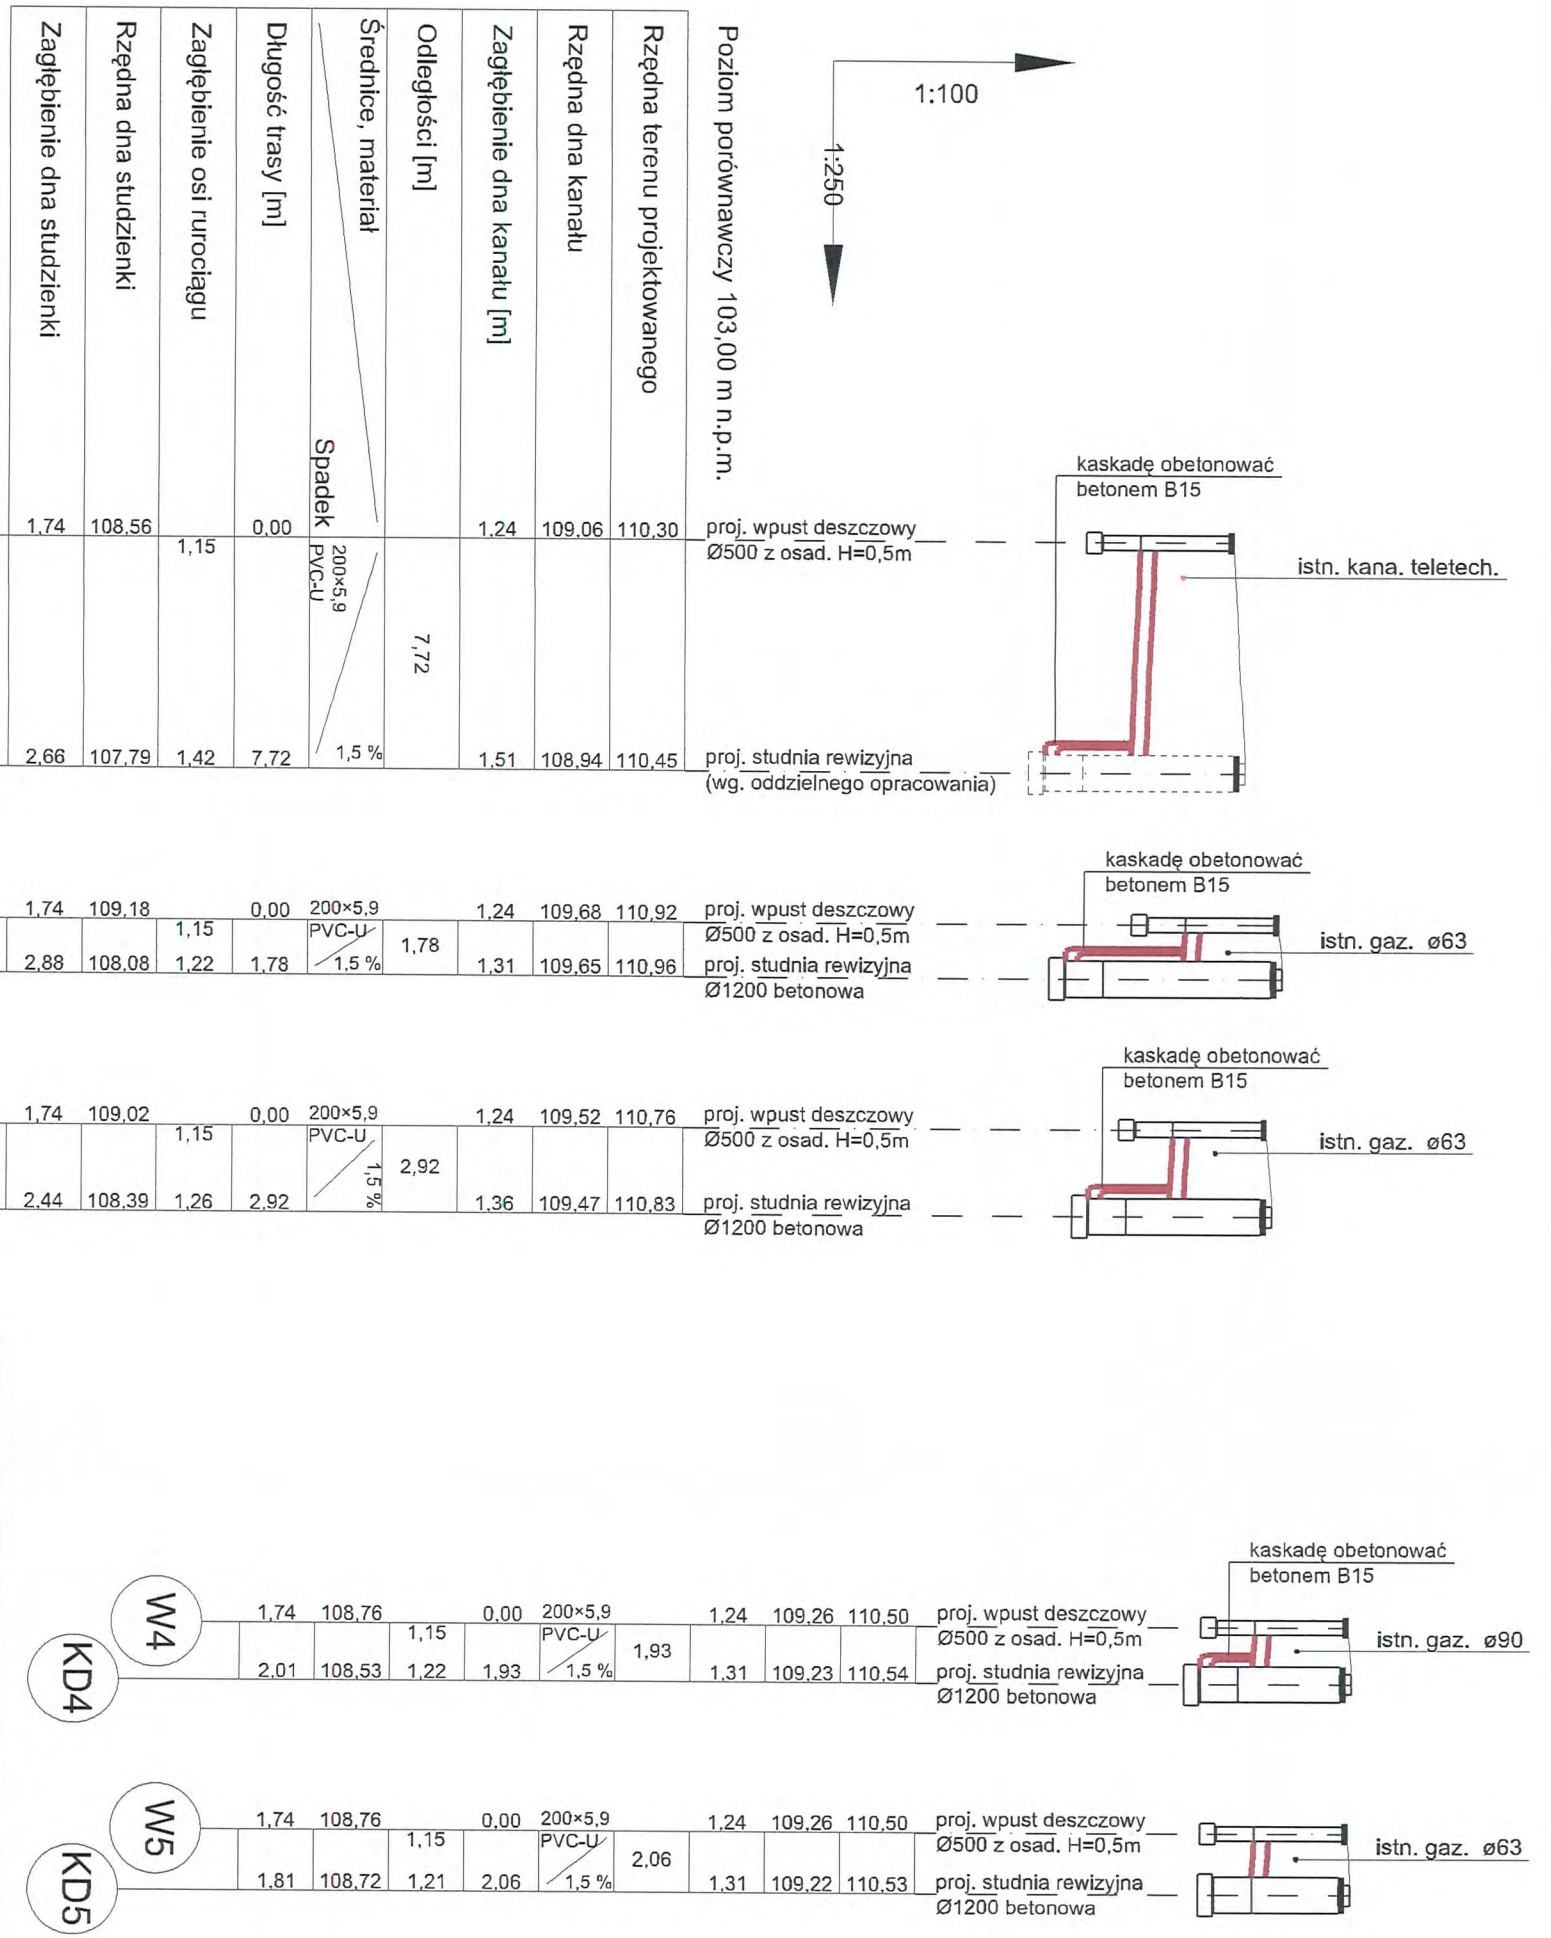 1:100
1:250
Poziom porównawczy 103,00 m n.p.m.
Rzędna terenu projektowanego
Rzędna dna kanału
Zagłębienie dna kanału [m]
Odległości [m]
Średnice, materiał
Spadek
Długość trasy [m]
Zagłębienie osi rurociągu
Rzędna dna studzienki
Zagłębienie dna studzienki
kaskadę obetonować
betonem B15
istn. kana. teletech.
1,74 108,56 0,00 1,24 109,06 110,30 proj. wpust deszczowy
Ø500 z osad. H=0,5m
1,15
200×5,9
PVC-U
7,72
2,66 107,79 1,42 7,72 1,5 % 1,51 108,94 110,45 proj. studnia rewizyjna
(wg. oddzielnego opracowania)
kaskadę obetonować
betonem B15
istn. gaz. ø63
1,74 109,18 0,00 200×5,9 1,24 109,68 110,92 proj. wpust deszczowy
1,15 PVC-U Ø500 z osad. H=0,5m
1,78
2,88 108,08 1,22 1,78 1,5 % 1,31 109,65 110,96 proj. studnia rewizyjna
Ø1200 betonowa
kaskadę obetonować
betonem B15
istn. gaz. ø63
1,74 109,02 0,00 200×5,9 1,24 109,52 110,76 proj. wpust deszczowy
1,15 PVC-U Ø500 z osad. H=0,5m
2,92
1,5 %
2,44 108,39 1,26 2,92 1,36 109,47 110,83 proj. studnia rewizyjna
Ø1200 betonowa
kaskadę obetonować
betonem B15
istn. gaz. ø90
W4
1,74 108,76 0,00 200×5,9 1,24 109,26 110,50 proj. wpust deszczowy
1,15 PVC-U Ø500 z osad. H=0,5m
1,93
KD4
2,01 108,53 1,22 1,93 1,5 % 1,31 109,23 110,54 proj. studnia rewizyjna
Ø1200 betonowa
istn. gaz. ø63
W5
1,74 108,76 0,00 200×5,9 1,24 109,26 110,50 proj. wpust deszczowy
1,15 PVC-U Ø500 z osad. H=0,5m
2,06
KD5
1,81 108,72 1,21 2,06 1,5 % 1,31 109,22 110,53 proj. studnia rewizyjna
Ø1200 betonowa